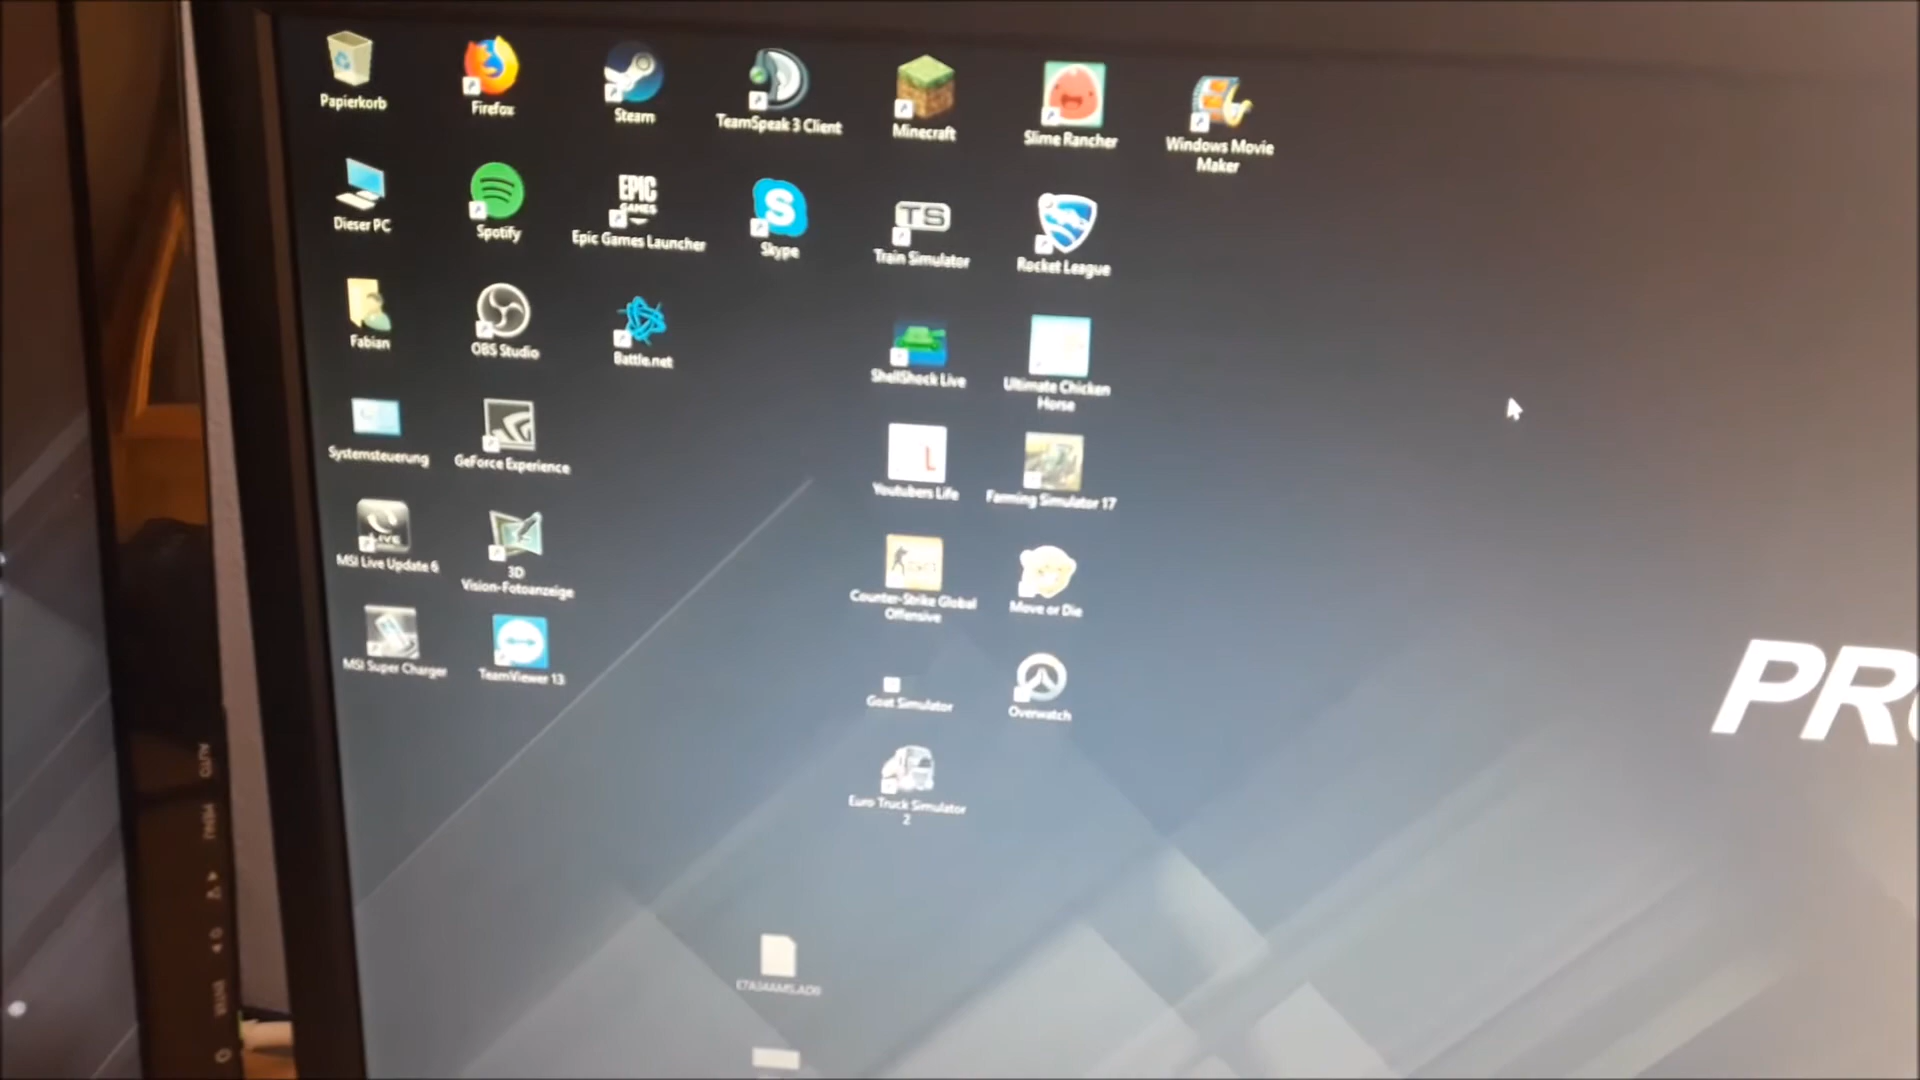 Papierkorb
Firefox
Steam
TeamSpeak 3 Client
Minecraft
Slime Rancher
Windows Movie
Maker
Dieser PC
Spotify
EPIC
GAMES
Epic Games Launcher
S
Skype
TS
Train Simulator
Rocket League
Fabian
OBS Studio
Battle.net
ShellShock Live
Ultimate Chicken
Horse
Systemsteuerung
GeForce Experience
L
Youtubers Life
Farming Simulator 17
LIVE
MSI Live Update 6
3D
Vision-Fotoanzeige
Counter-Strike Global
Offensive
Move or Die
MSI Super Charger
TeamViewer 13
Goat Simulator
Overwatch
Euro Truck Simulator
2
PR
AUTO
MENU